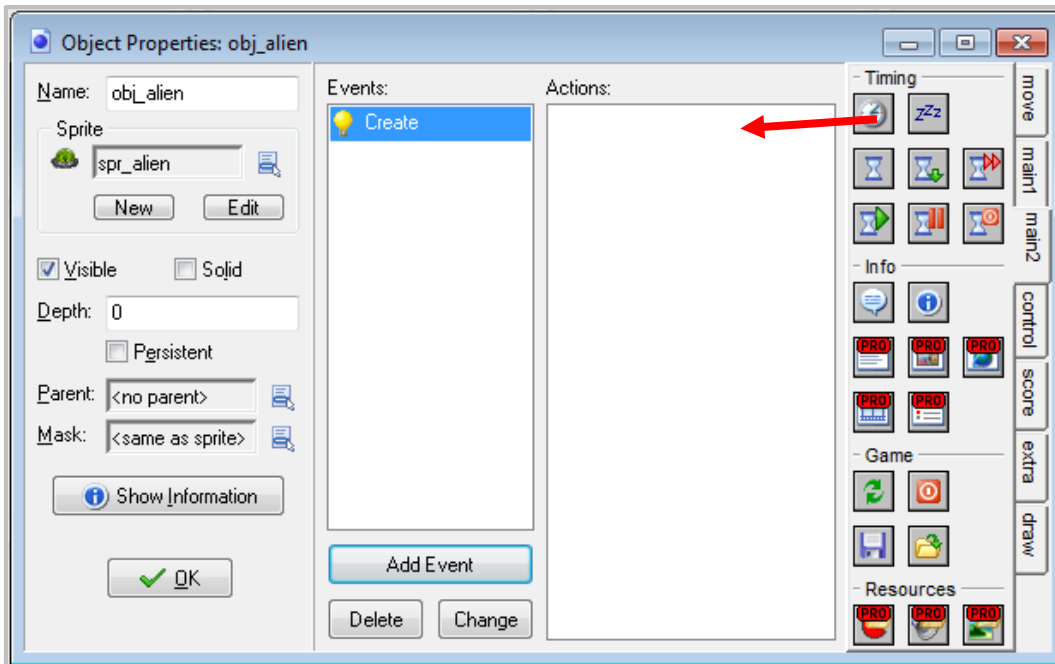 Object Properties: obj_alien
Name: obj_alien
Sprite
spr_alien
New Edit
Visible Solid
Depth: 0
Persistent
Parent: <no parent>
Mask: <same as sprite>
Show Information
OK
Events:
Create
Add Event
Delete Change
Actions:
Timing
zZz
Info
PRO PRO PRO
PRO PRO
Game
Resources
PRO PRO PRO
move
main1
main2
control
score
extra
draw